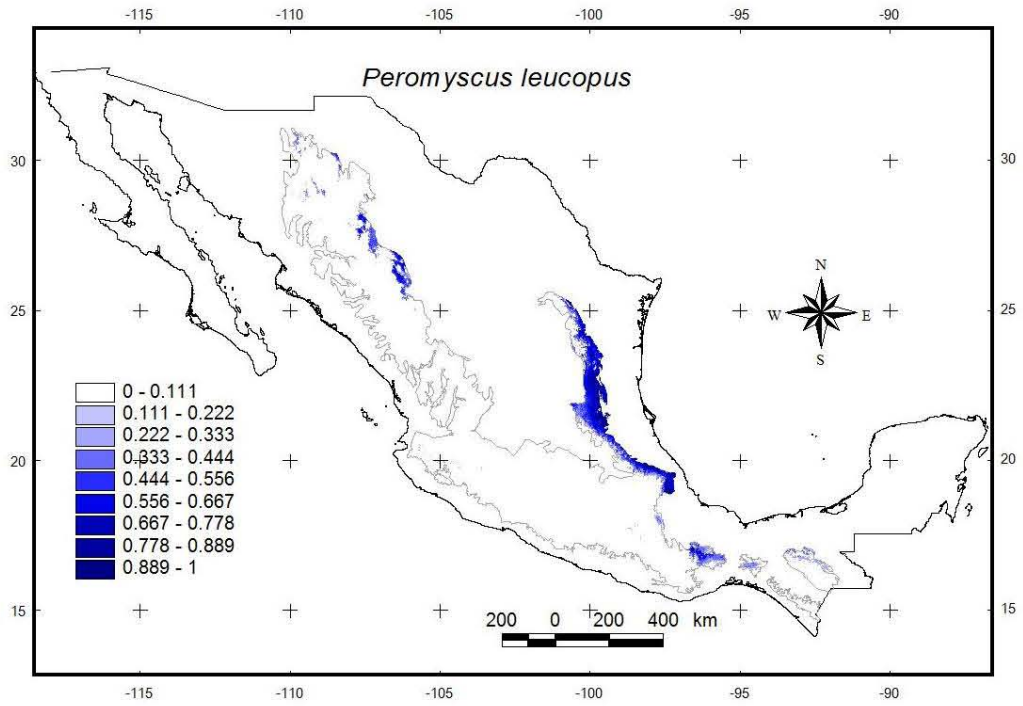 -115 -110 -105 -100 -95 -90
Peromyscus leucopus
30 30
N
25 W E 25
S
0 - 0.111
0.111 - 0.222
0.222 - 0.333
0.333 - 0.444
20 20
0.444 - 0.556
0.556 - 0.667
0.667 - 0.778
0.778 - 0.889
0.889 - 1
15 15
200 0 200 400 km
-115 -110 -105 -100 -95 -90